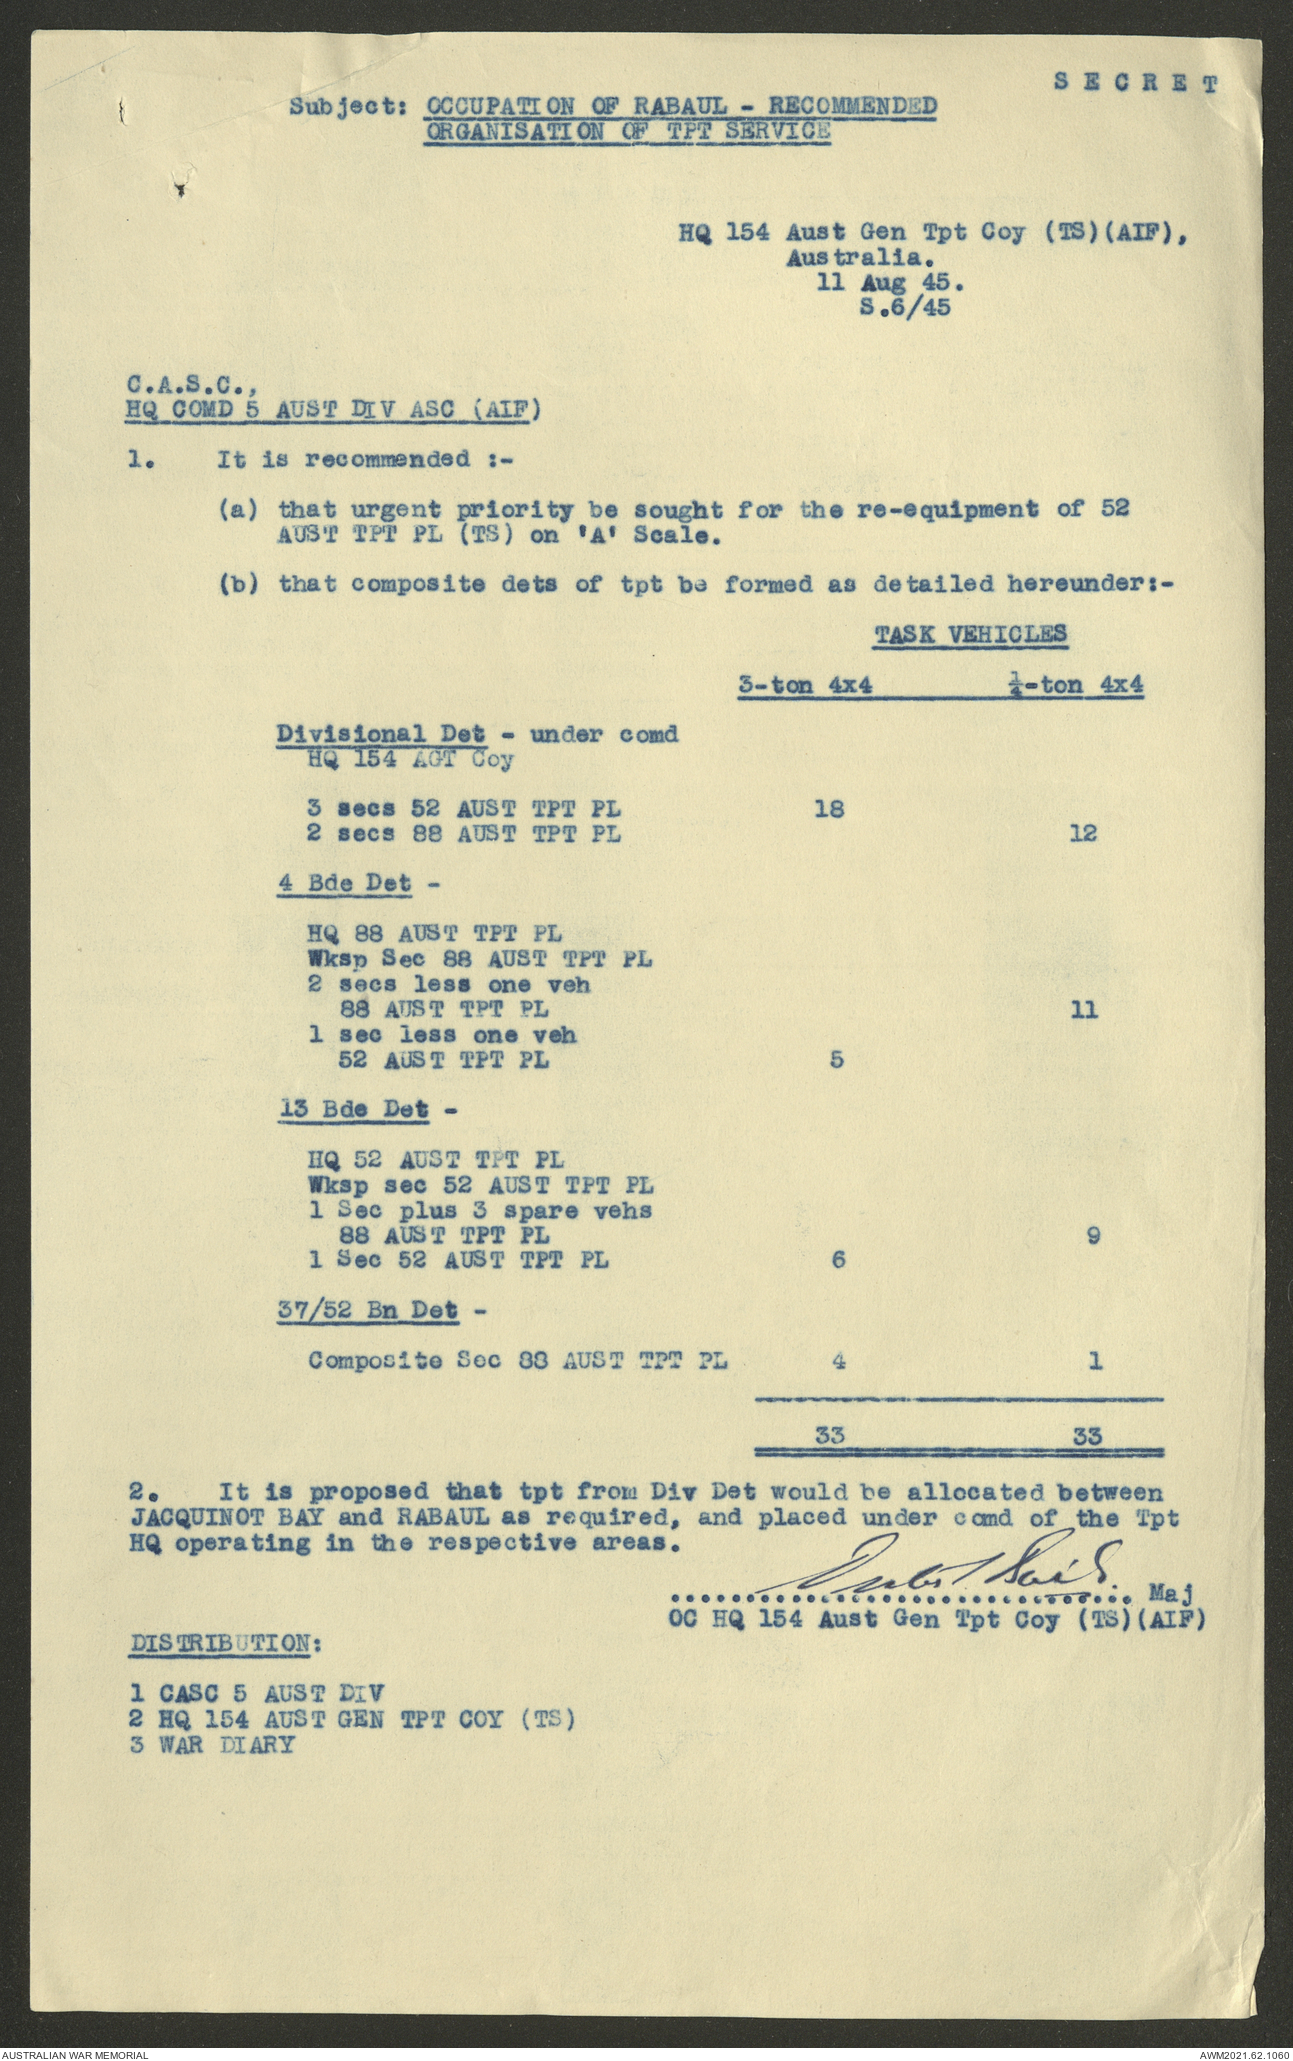 S E C R E T
Subject: OCCUPATION OF RABAUL - RECOMMENDED
ORGANISATION OF TPT SERVICE
HQ 154 Aust Gen Tpt Coy (TS)(AIF),
Australia.
11 Aug 45.
S.6/45
C.A.S.C.,
HQ COMD 5 AUST DIV ASC (AIF)
1. It is recommended :-
(a) that urgent priority be sought for the re-equipment of 52
AUST TPT PL (TS) on 'A' Scale.
(b) that composite dets of tpt be formed as detailed hereunder:-
TASK VEHICLES
3-ton 4x4 ¼-ton 4x4
Divisional Det - under comd
HQ 154 AGT Coy
3 secs 52 AUST TPT PL 18
2 secs 88 AUST TPT PL 12
4 Bde Det -
HQ 88 AUST TPT PL
Wksp Sec 88 AUST TPT PL
2 secs less one veh
88 AUST TPT PL 11
1 sec less one veh
52 AUST TPT PL 5
13 Bde Det -
HQ 52 AUST TPT PL
Wksp sec 52 AUST TPT PL
1 Sec plus 3 spare vehs
88 AUST TPT PL 9
1 Sec 52 AUST TPT PL 6
37/52 Bn Det -
Composite Sec 88 AUST TPT PL 4 1
33 33
2. It is proposed that tpt from Div Det would be allocated between
JACQUINOT BAY and RABAUL as required, and placed under comd of the Tpt
HQ operating in the respective areas.
Maj
OC HQ 154 Aust Gen Tpt Coy (TS)(AIF)
DISTRIBUTION:
1 CASC 5 AUST DIV
2 HQ 154 AUST GEN TPT COY (TS)
3 WAR DIARY
AUSTRALIAN WAR MEMORIAL AWM2021.62.1060